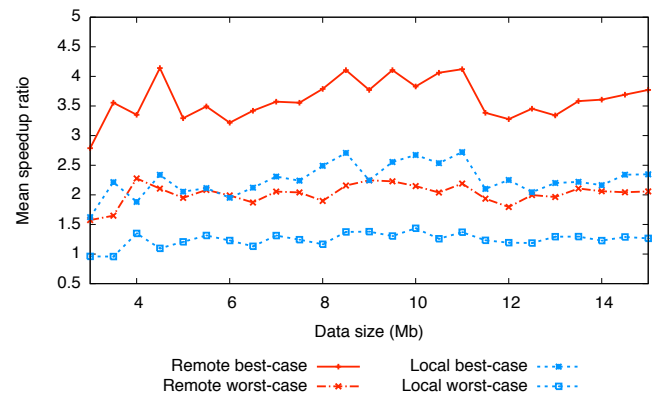 5
4.5
4
3.5
3
2.5
2
1.5
1
0.5
Mean speedup ratio
4 6 8 10 12 14
Data size (Mb)
Remote best-case Local best-case
Remote worst-case Local worst-case